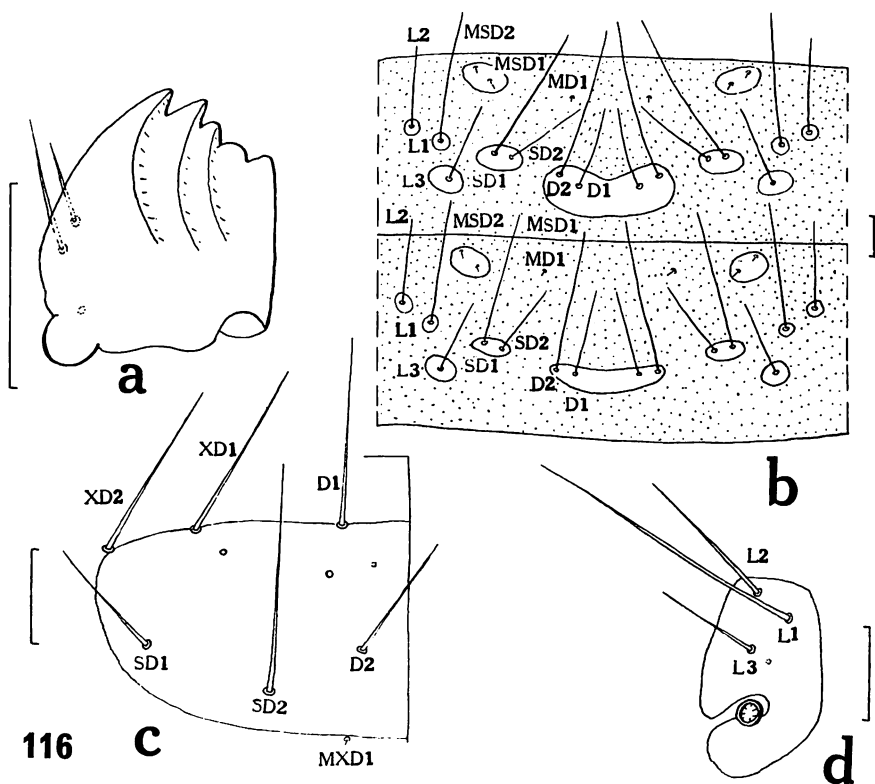 a
L2 MSD2
MSD1
MD1
L1
SD2
L3 SD1
D2 D1
L2 MSD2 MSD1
MD1
L1
SD2
L3 SD1
D2
D1
b
XD1
XD2
D1
SD1
D2
SD2
MXD1
116
c
L2
L1
L3
d